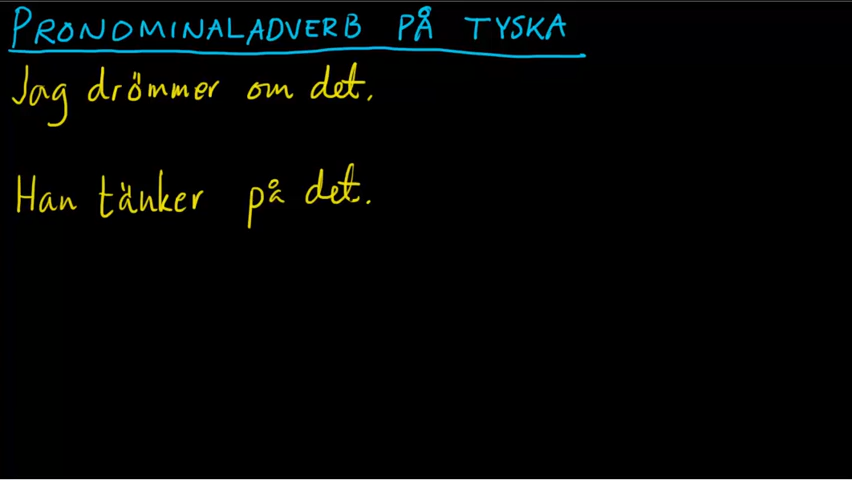 PRONOMINALADVERB PÅ TYSKA
Jag drömmer om det.
Han tänker på det.